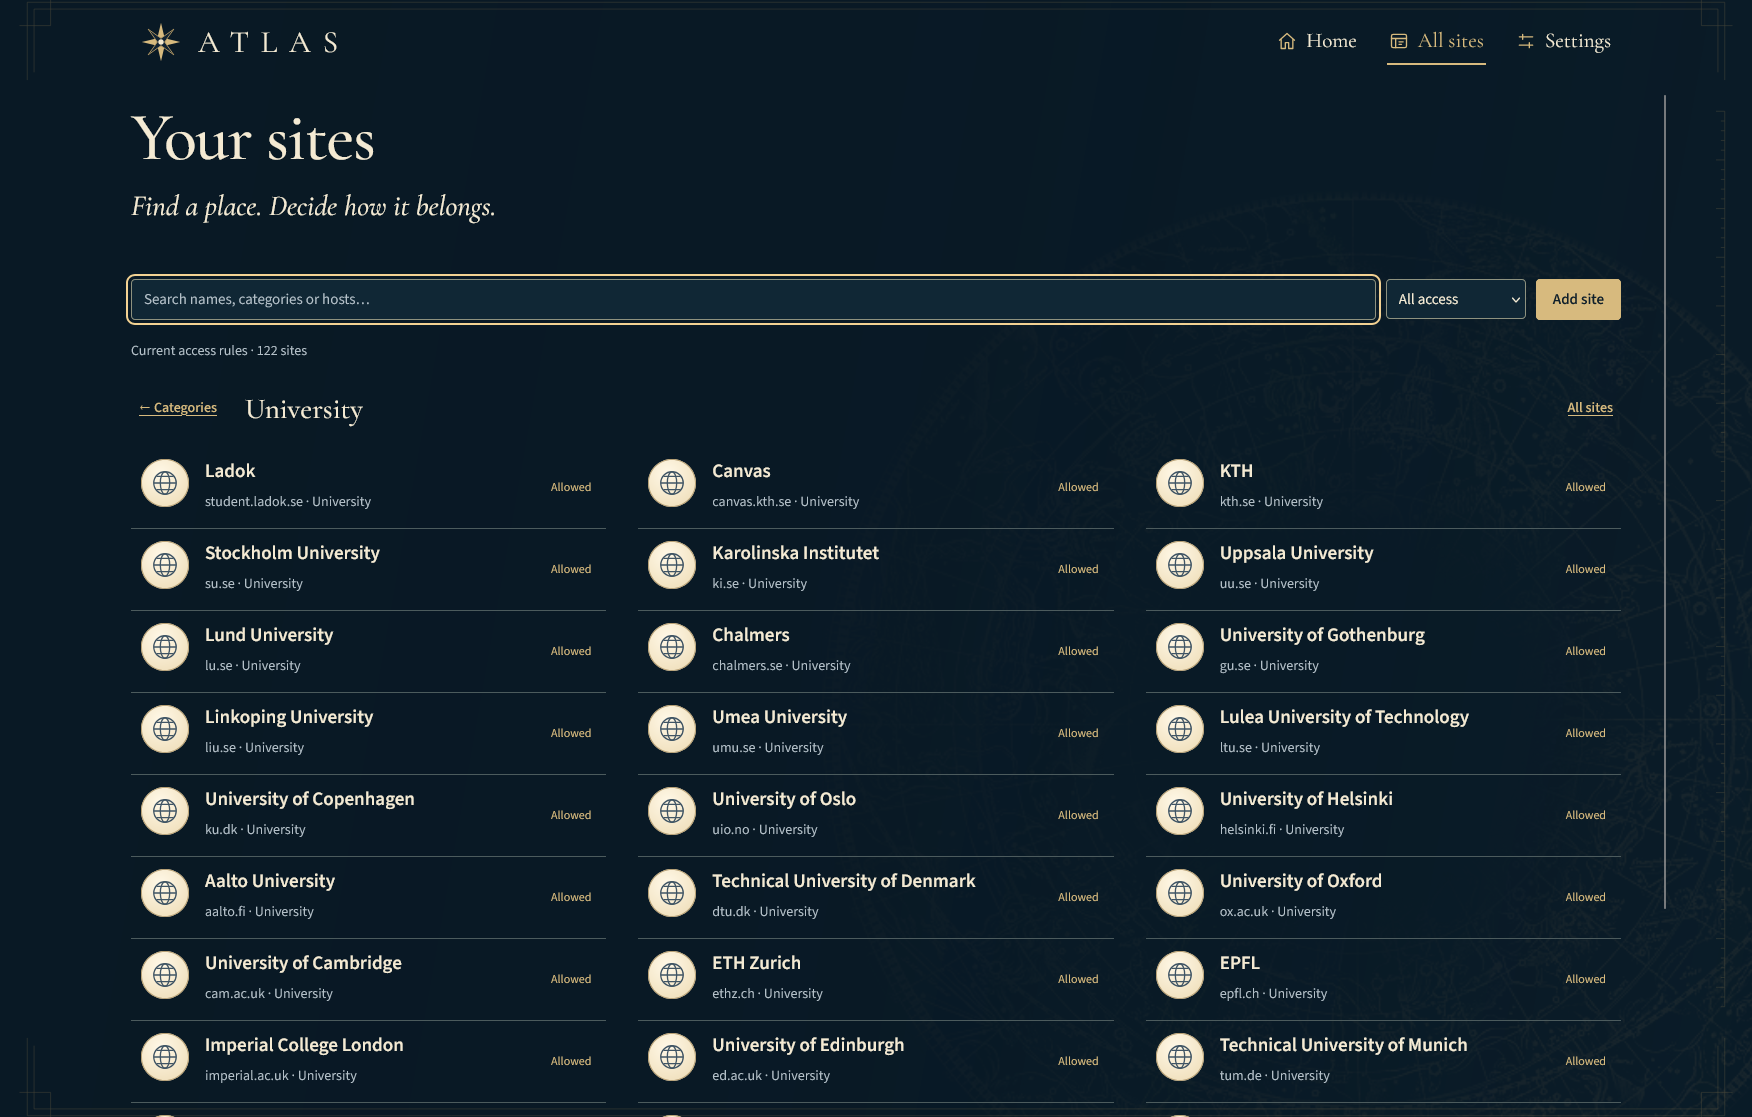 ATLAS
Home
All sites
Settings
Your sites
Find a place. Decide how it belongs.
Search names, categories or hosts…
All access
Add site
Current access rules · 122 sites
← Categories
University
All sites
Ladok
student.ladok.se · University
Allowed
Canvas
canvas.kth.se · University
Allowed
KTH
kth.se · University
Allowed
Stockholm University
su.se · University
Allowed
Karolinska Institutet
ki.se · University
Allowed
Uppsala University
uu.se · University
Allowed
Lund University
lu.se · University
Allowed
Chalmers
chalmers.se · University
Allowed
University of Gothenburg
gu.se · University
Allowed
Linkoping University
liu.se · University
Allowed
Umea University
umu.se · University
Allowed
Lulea University of Technology
ltu.se · University
Allowed
University of Copenhagen
ku.dk · University
Allowed
University of Oslo
uio.no · University
Allowed
University of Helsinki
helsinki.fi · University
Allowed
Aalto University
aalto.fi · University
Allowed
Technical University of Denmark
dtu.dk · University
Allowed
University of Oxford
ox.ac.uk · University
Allowed
University of Cambridge
cam.ac.uk · University
Allowed
ETH Zurich
ethz.ch · University
Allowed
EPFL
epfl.ch · University
Allowed
Imperial College London
imperial.ac.uk · University
Allowed
University of Edinburgh
ed.ac.uk · University
Allowed
Technical University of Munich
tum.de · University
Allowed